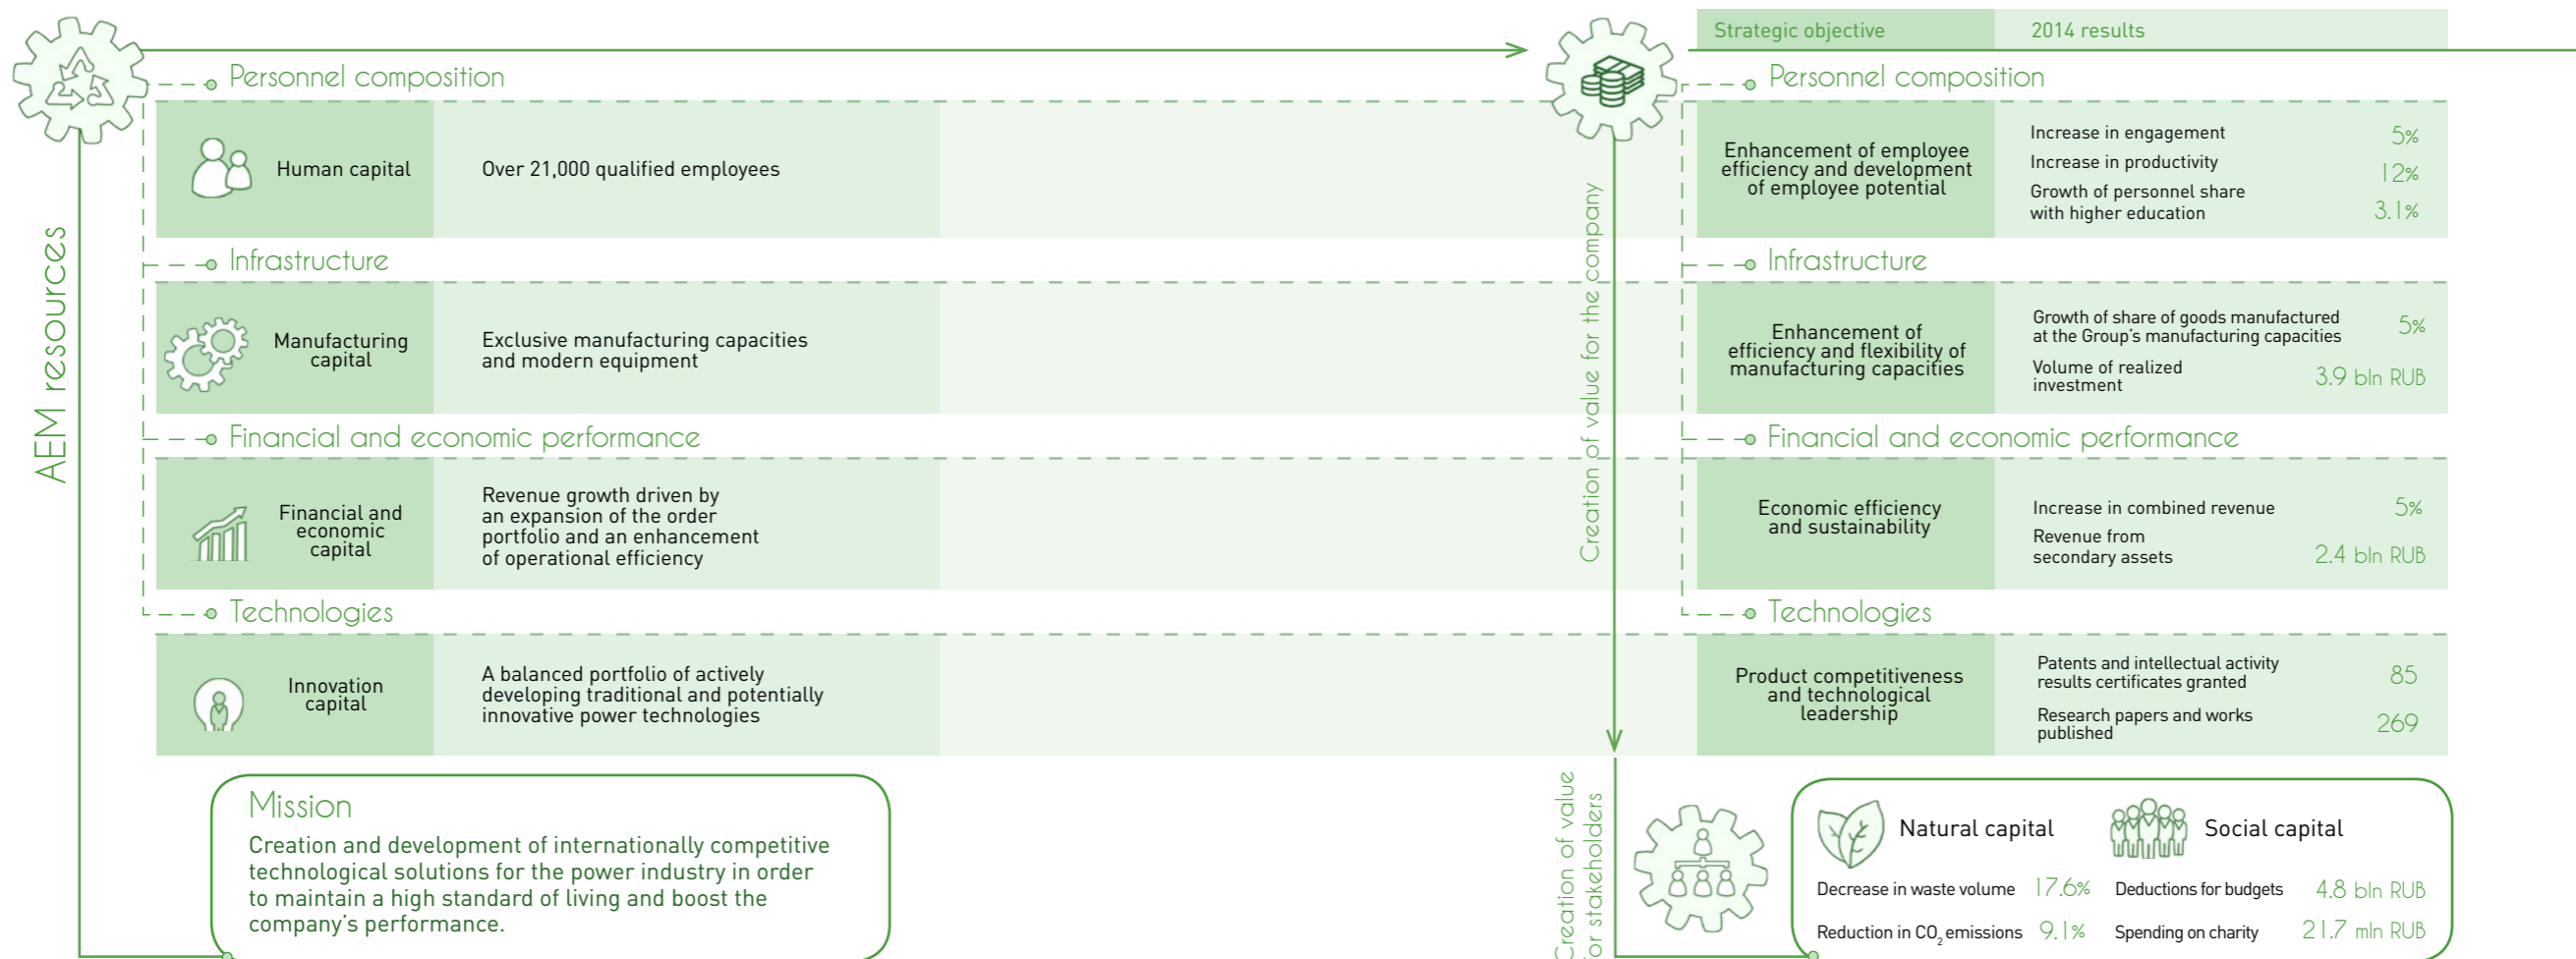 AEM resources
Personnel composition
Human capital
Over 21,000 qualified employees
Infrastructure
Manufacturing
capital
Exclusive manufacturing capacities
and modern equipment
Financial and economic performance
Financial and
economic
capital
Revenue growth driven by
an expansion of the order
portfolio and an enhancement
of operational efficiency
Technologies
Innovation
capital
A balanced portfolio of actively
developing traditional and potentially
innovative power technologies
Mission
Creation and development of internationally competitive
technological solutions for the power industry in order
to maintain a high standard of living and boost the
company's performance.
Creation of value for the company
Strategic objective
2014 results
Personnel composition
Enhancement of employee
efficiency and development
of employee potential
Increase in engagement 5%
Increase in productivity 12%
Growth of personnel share
with higher education 3.1%
Infrastructure
Enhancement of
efficiency and flexibility of
manufacturing capacities
Growth of share of goods manufactured
at the Group's manufacturing capacities 5%
Volume of realized
investment 3.9 bln RUB
Financial and economic performance
Economic efficiency
and sustainability
Increase in combined revenue 5%
Revenue from
secondary assets 2.4 bln RUB
Technologies
Product competitiveness
and technological
leadership
Patents and intellectual activity
results certificates granted 85
Research papers and works
published 269
Creation of value
for stakeholders
Natural capital
Decrease in waste volume 17.6%
Reduction in CO2 emissions 9.1%
Social capital
Deductions for budgets 4.8 bln RUB
Spending on charity 21.7 mln RUB